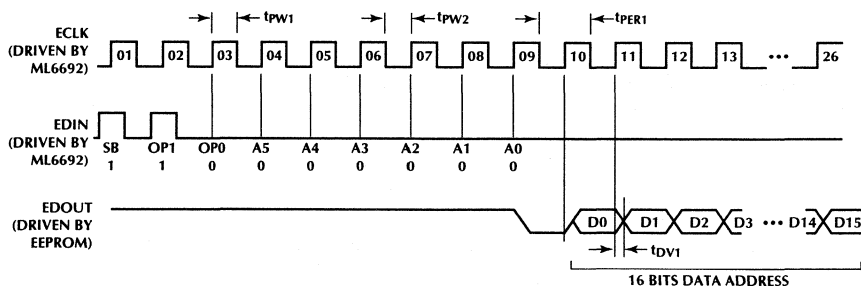 tPW1 tPW2 tPER1
ECLK
(DRIVEN BY
ML6692)
01 02 03 04 05 06 07 08 09 10 11 12 13 ••• 26
EDIN
(DRIVEN BY
ML6692)
SB OP1 OP0 A5 A4 A3 A2 A1 A0
1 1 0 0 0 0 0 0 0
EDOUT
(DRIVEN BY
EEPROM)
D0 D1 D2 D3 ••• D14 D15
tDV1
16 BITS DATA ADDRESS